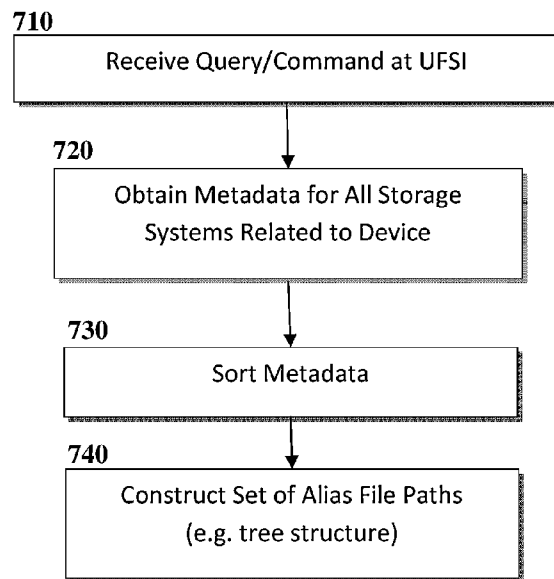 710
Receive Query/Command at UFSI
720
Obtain Metadata for All Storage
Systems Related to Device
730
Sort Metadata
740
Construct Set of Alias File Paths
(e.g. tree structure)